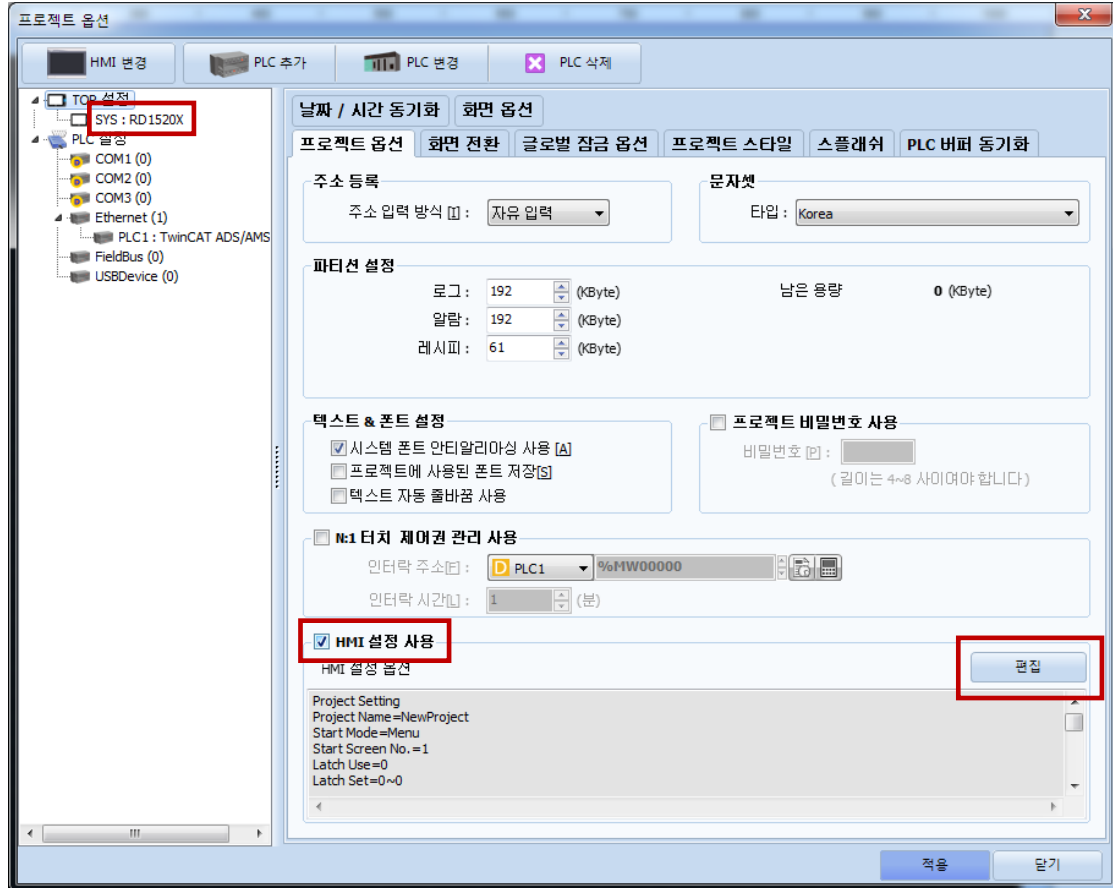 프로젝트 옵션
HMI 변경
PLC 추가
PLC 변경
PLC 삭제
TOP 설정
SYS : RD1520X
PLC 설정
COM1 (0)
COM2 (0)
COM3 (0)
Ethernet (1)
PLC1 : TwinCAT ADS/AMS
FieldBus (0)
USBDevice (0)
날짜 / 시간 동기화 화면 옵션
프로젝트 옵션 화면 전환 글로벌 잠금 옵션 프로젝트 스타일 스플래쉬 PLC 버퍼 동기화
주소 등록
주소 입력 방식 [I] : 자유 입력
문자셋
타입 : Korea
파티션 설정
로그 : 192 (KByte) 남은 용량 0 (KByte)
알람 : 192 (KByte)
레시피 : 61 (KByte)
텍스트 & 폰트 설정
시스템 폰트 안티알리아싱 사용 [A]
프로젝트에 사용된 폰트 저장[S]
텍스트 자동 줄바꿈 사용
프로젝트 비밀번호 사용
비밀번호 [P] :
( 길이는 4~8 사이여야 합니다 )
N:1 터치 제어권 관리 사용
인터락 주소[F] : D PLC1 %MW00000
인터락 시간[L] : 1 (분)
HMI 설정 사용
HMI 설정 옵션
편집
Project Setting
Project Name=NewProject
Start Mode=Menu
Start Screen No.=1
Latch Use=0
Latch Set=0~0
적용 닫기